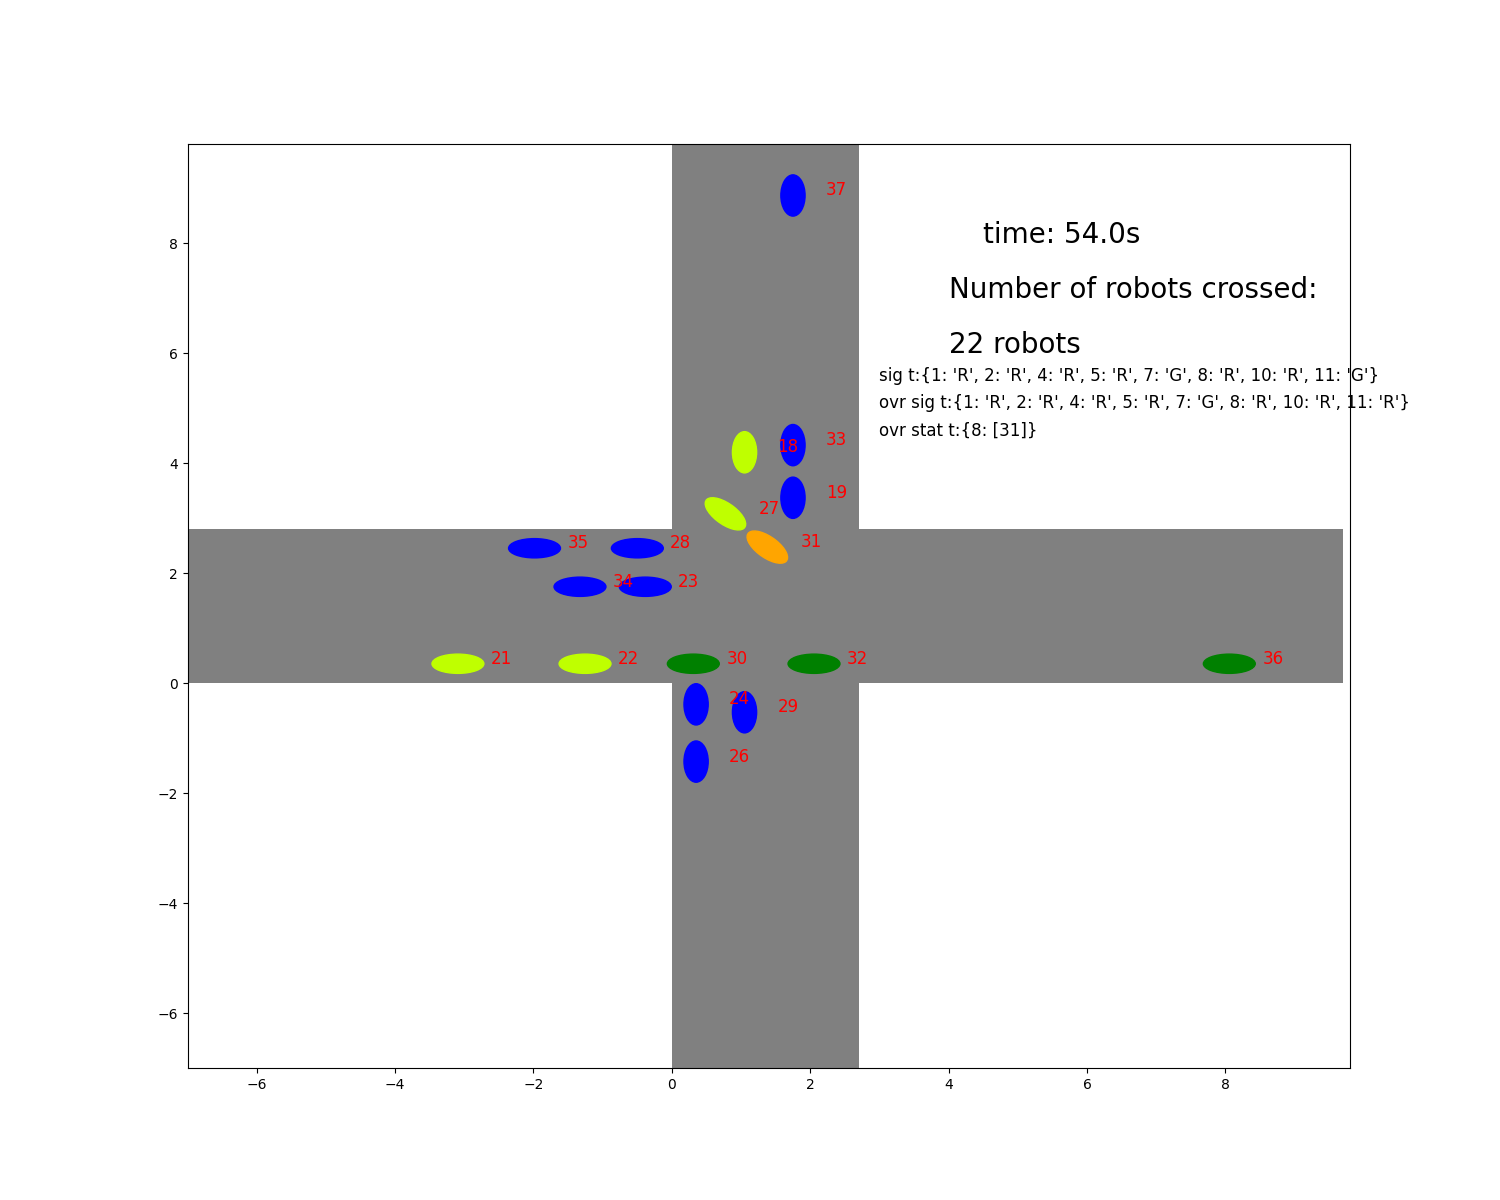 37
time: 54.0s
Number of robots crossed:
22 robots
sig t:{1: 'R', 2: 'R', 4: 'R', 5: 'R', 7: 'G', 8: 'R', 10: 'R', 11: 'G'}
ovr sig t:{1: 'R', 2: 'R', 4: 'R', 5: 'R', 7: 'G', 8: 'R', 10: 'R', 11: 'R'}
ovr stat t:{8: [31]}
18 33
19
27
31
35 28
34 23
21 22 30 32 36
24 29
26
8
6
4
2
0
−2
−4
−6
−6 −4 −2 0 2 4 6 8